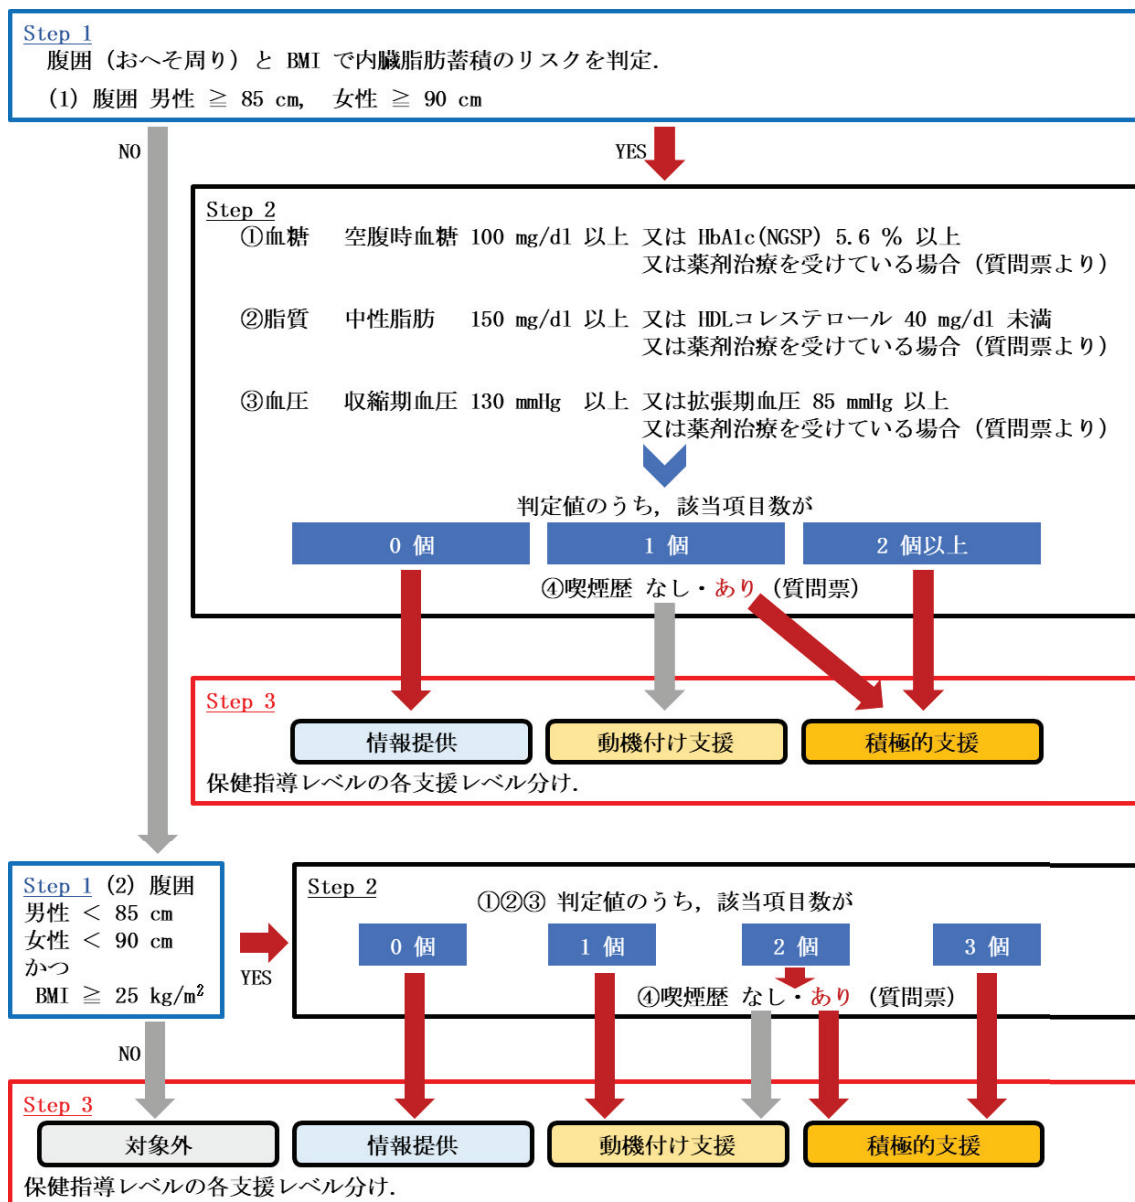 Step 1
腹囲 (おへそ周り) と BMI で内臓脂肪蓄積のリスクを判定.
(1) 腹囲 男性 ≧ 85 cm, 女性 ≧ 90 cm
NO
YES
Step 2
①血糖 空腹時血糖 100 mg/dl 以上 又は HbA1c(NGSP) 5.6 % 以上
又は薬剤治療を受けている場合 (質問票より)
②脂質 中性脂肪 150 mg/dl 以上 又は HDLコレステロール 40 mg/dl 未満
又は薬剤治療を受けている場合 (質問票より)
③血圧 収縮期血圧 130 mmHg 以上 又は拡張期血圧 85 mmHg 以上
又は薬剤治療を受けている場合 (質問票より)
判定値のうち, 該当項目数が
0 個 1 個 2 個以上
④喫煙歴 なし・あり (質問票)
Step 3
情報提供 動機付け支援 積極的支援
保健指導レベルの各支援レベル分け.
Step 1 (2) 腹囲
男性 < 85 cm
女性 < 90 cm
かつ
BMI ≧ 25 kg/m²
YES
NO
Step 2
①②③ 判定値のうち, 該当項目数が
0 個 1 個 2 個 3 個
④喫煙歴 なし・あり (質問票)
Step 3
対象外 情報提供 動機付け支援 積極的支援
保健指導レベルの各支援レベル分け.